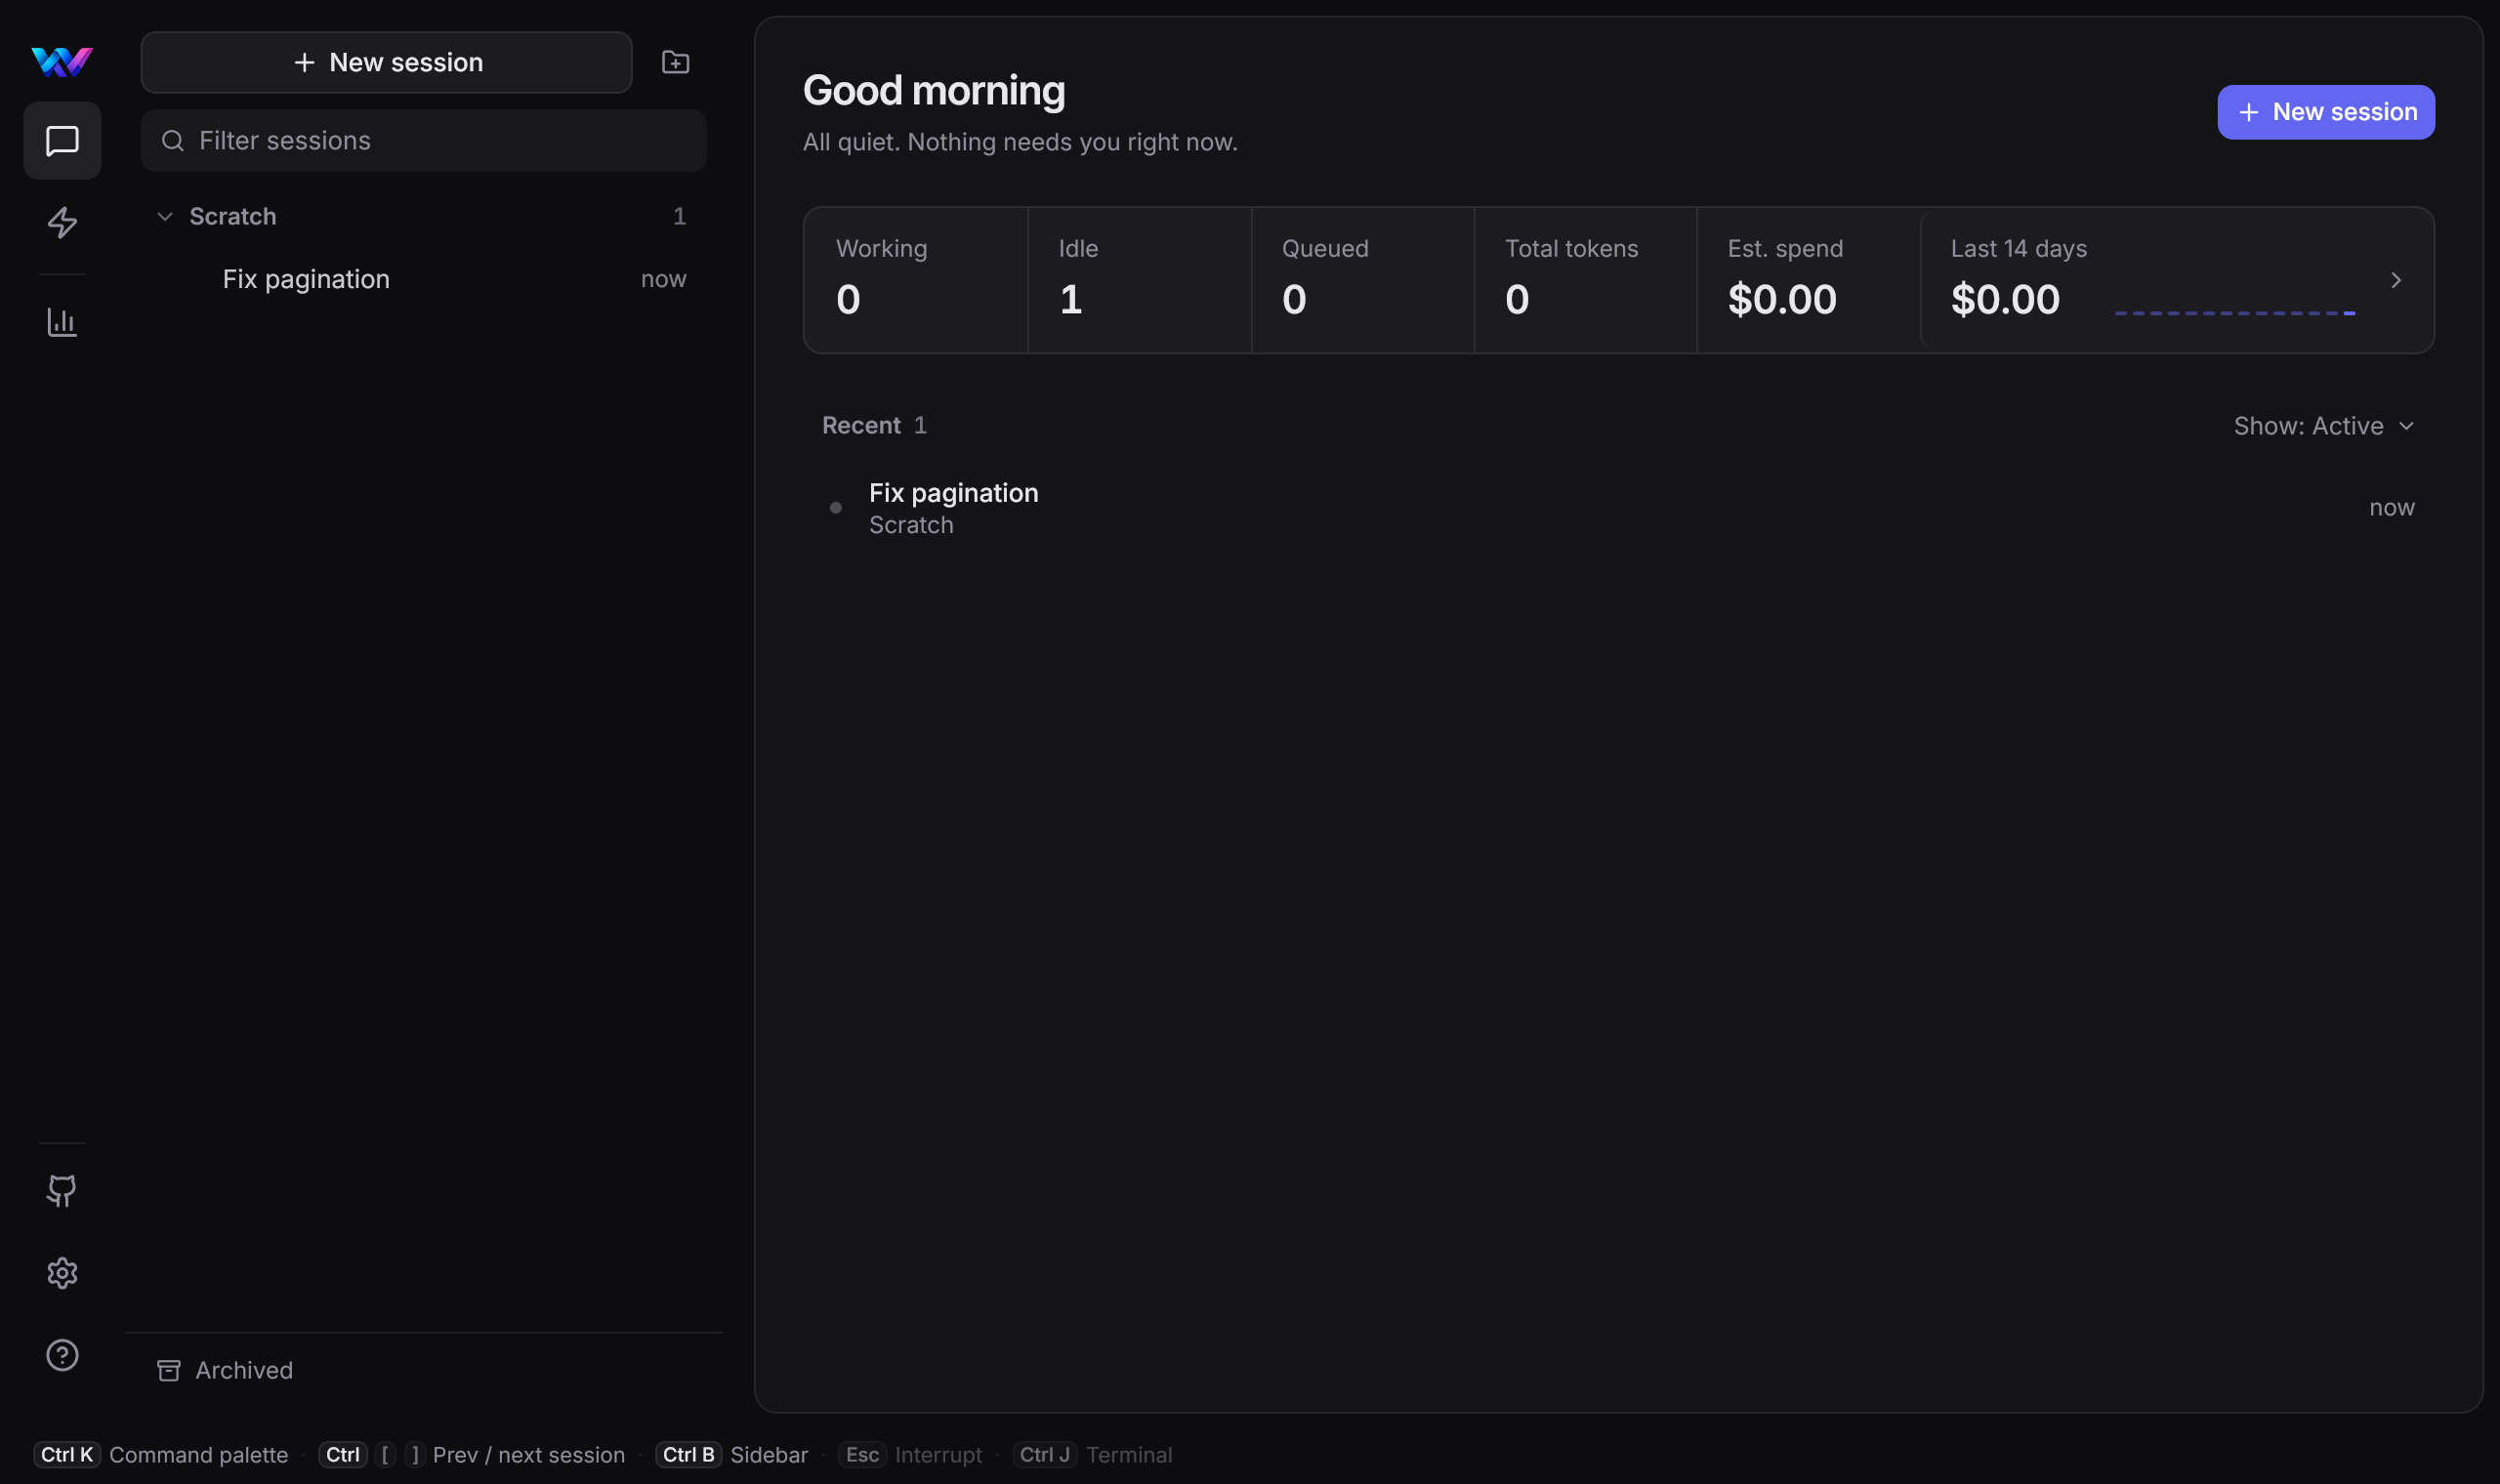 New session
Filter sessions
Scratch 1
Fix pagination now
Archived
Good morning
All quiet. Nothing needs you right now.
New session
Working Idle Queued Total tokens Est. spend Last 14 days
0 1 0 0 $0.00 $0.00
Recent 1 Show: Active
Fix pagination
Scratch
now
Ctrl K Command palette · Ctrl [ ] Prev / next session · Ctrl B Sidebar · Esc Interrupt · Ctrl J Terminal